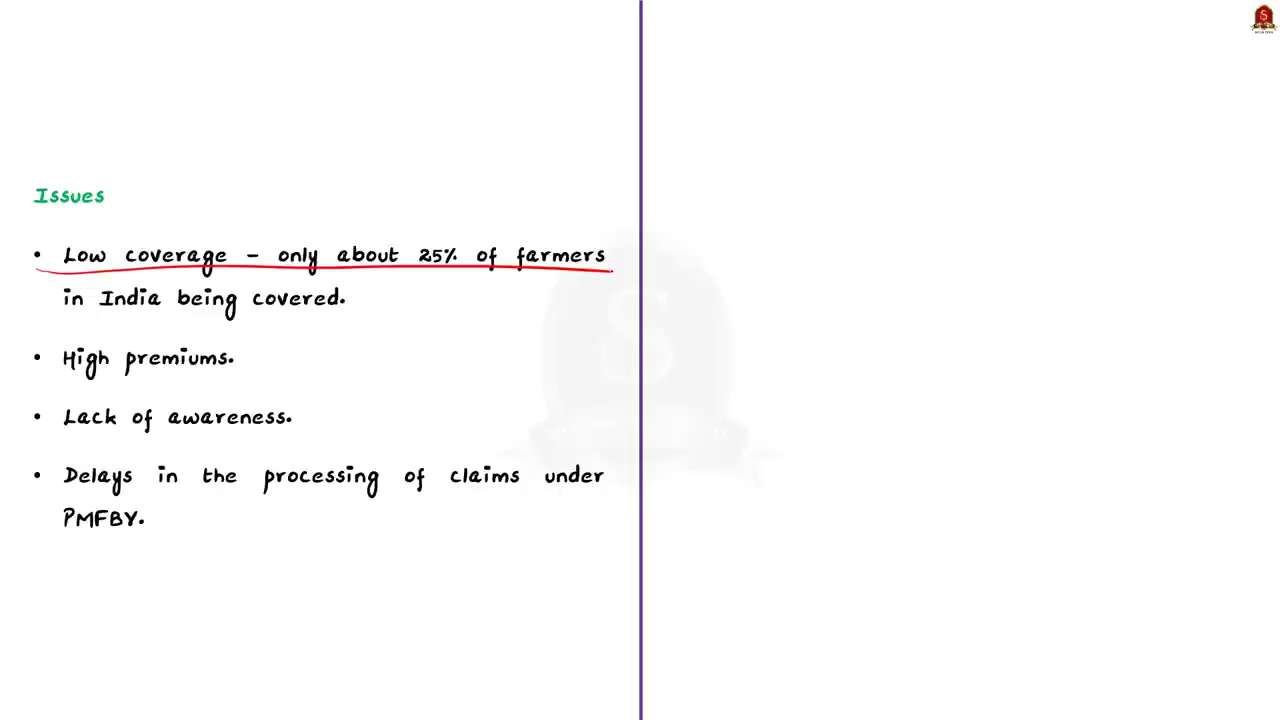 Issues
• Low coverage - only about 25% of farmers
in India being covered.
• High premiums.
• Lack of awareness.
• Delays in the processing of claims under
PMFBY.